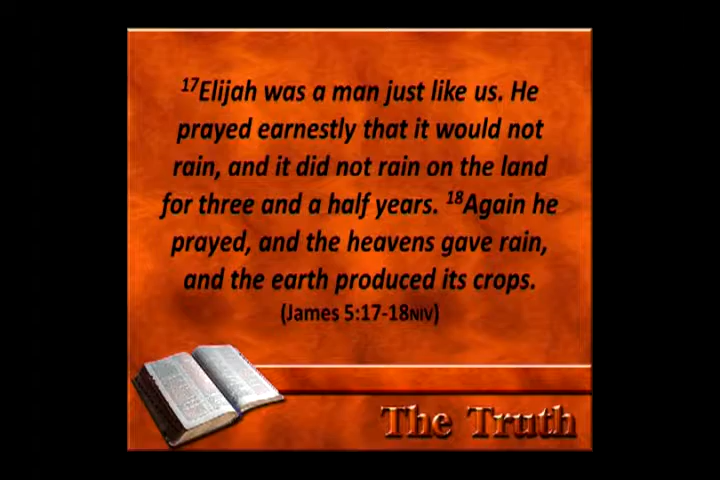 17Elijah was a man just like us. He
prayed earnestly that it would not
rain, and it did not rain on the land
for three and a half years. 18Again he
prayed, and the heavens gave rain,
and the earth produced its crops.
(James 5:17-18NIV)
The Truth